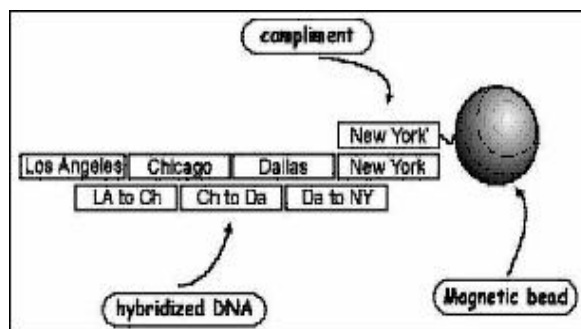 compliment
New York'
Los Angeles Chicago Dallas New York
LA to Ch Ch to Da Da to NY
hybridized DNA
Magnetic bead